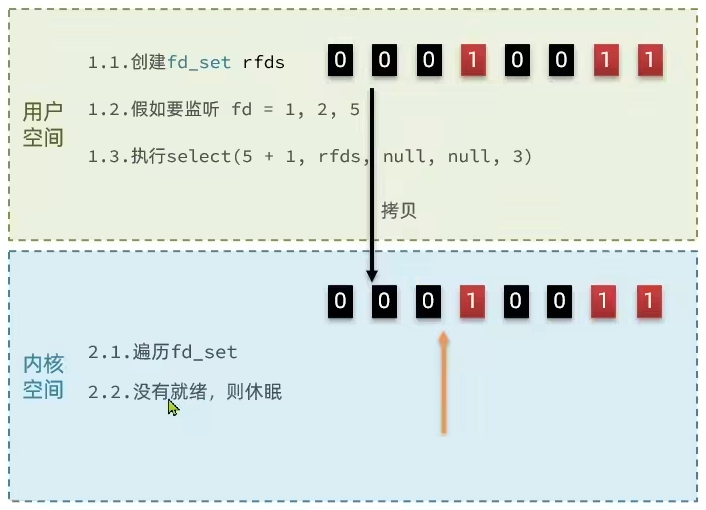 1.1.创建fd_set rfds
0 0 0 1 0 0 1 1
用户
空间
1.2.假如要监听 fd = 1, 2, 5
1.3.执行select(5 + 1, rfds, null, null, 3)
拷贝
0 0 0 1 0 0 1 1
内核
空间
2.1.遍历fd_set
2.2.没有就绪，则休眠